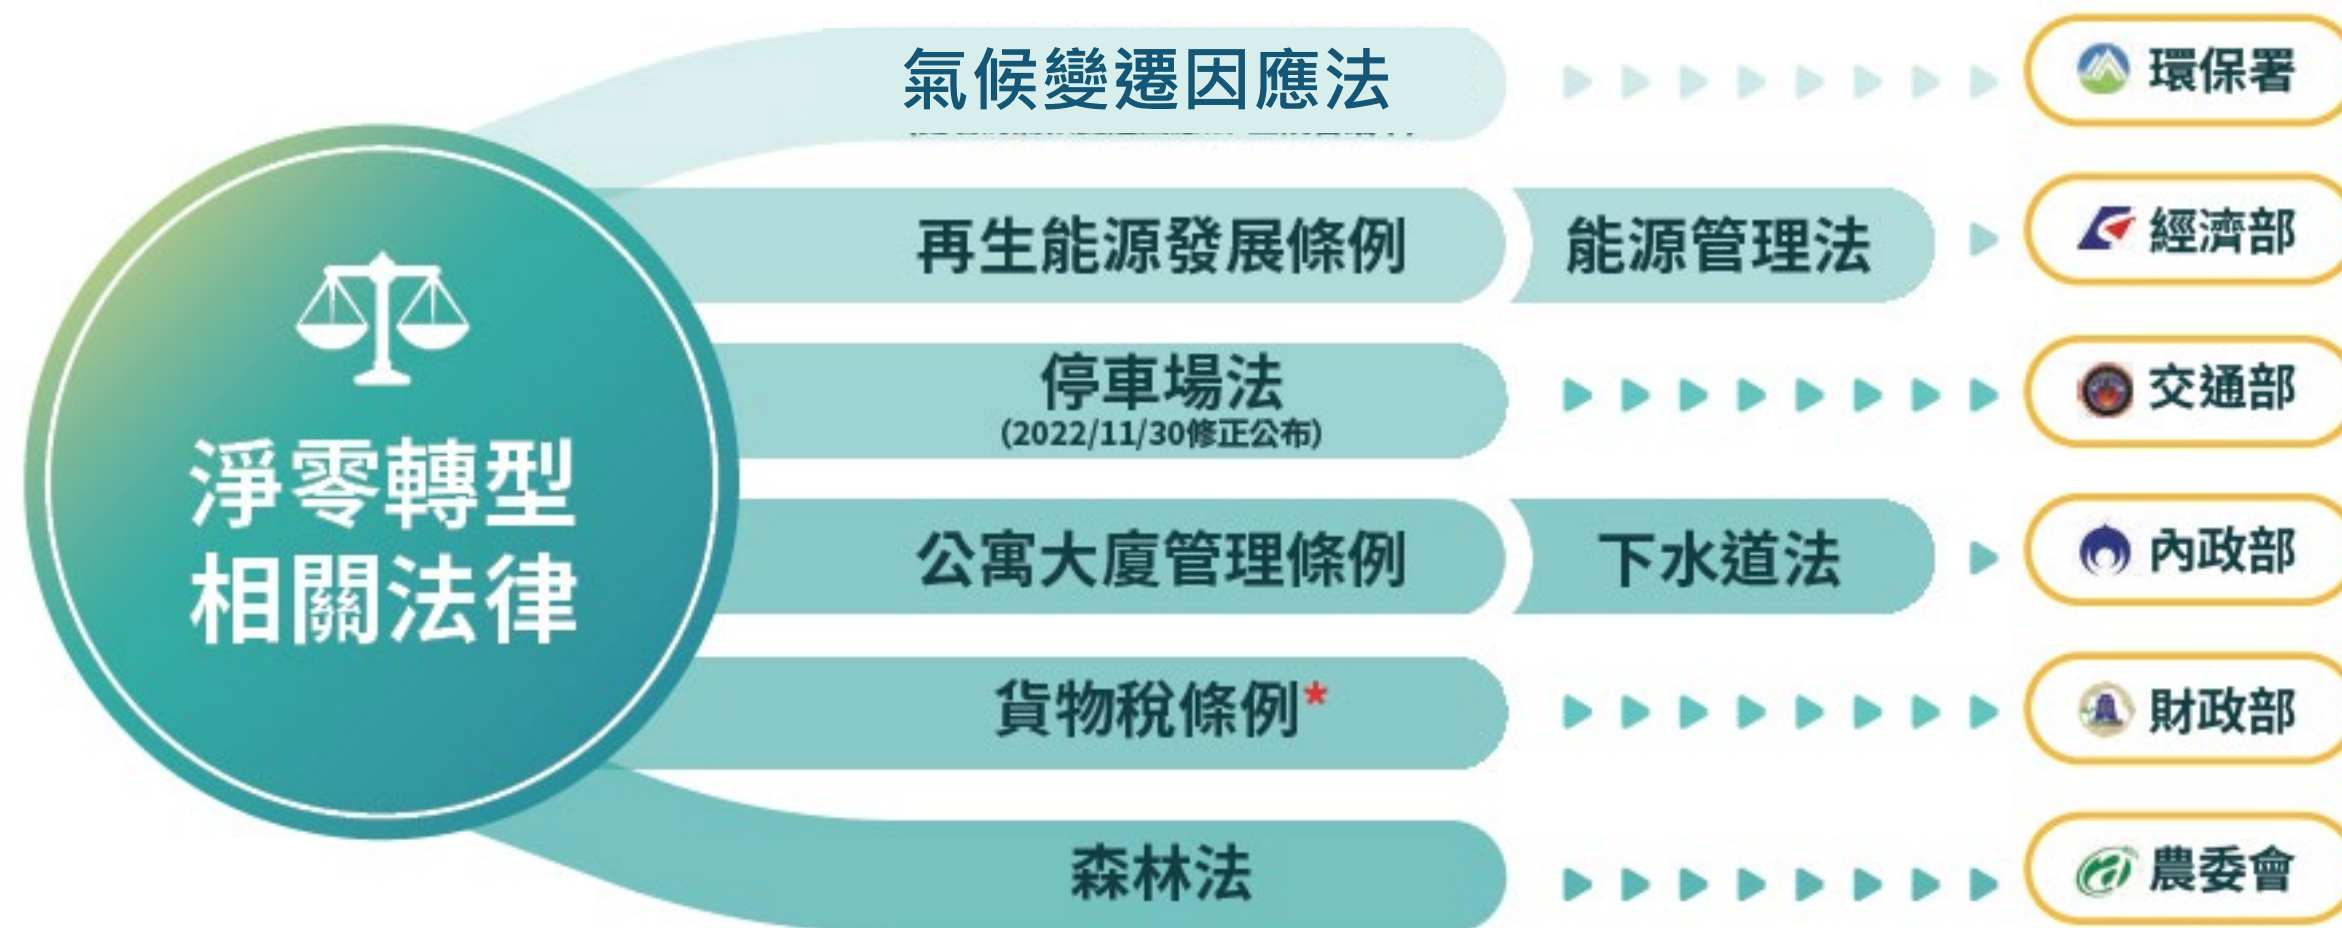 淨零轉型
相關法律
氣候變遷因應法
環保署
再生能源發展條例
能源管理法
經濟部
停車場法
(2022/11/30修正公布)
交通部
公寓大廈管理條例
下水道法
內政部
貨物稅條例*
財政部
森林法
農委會